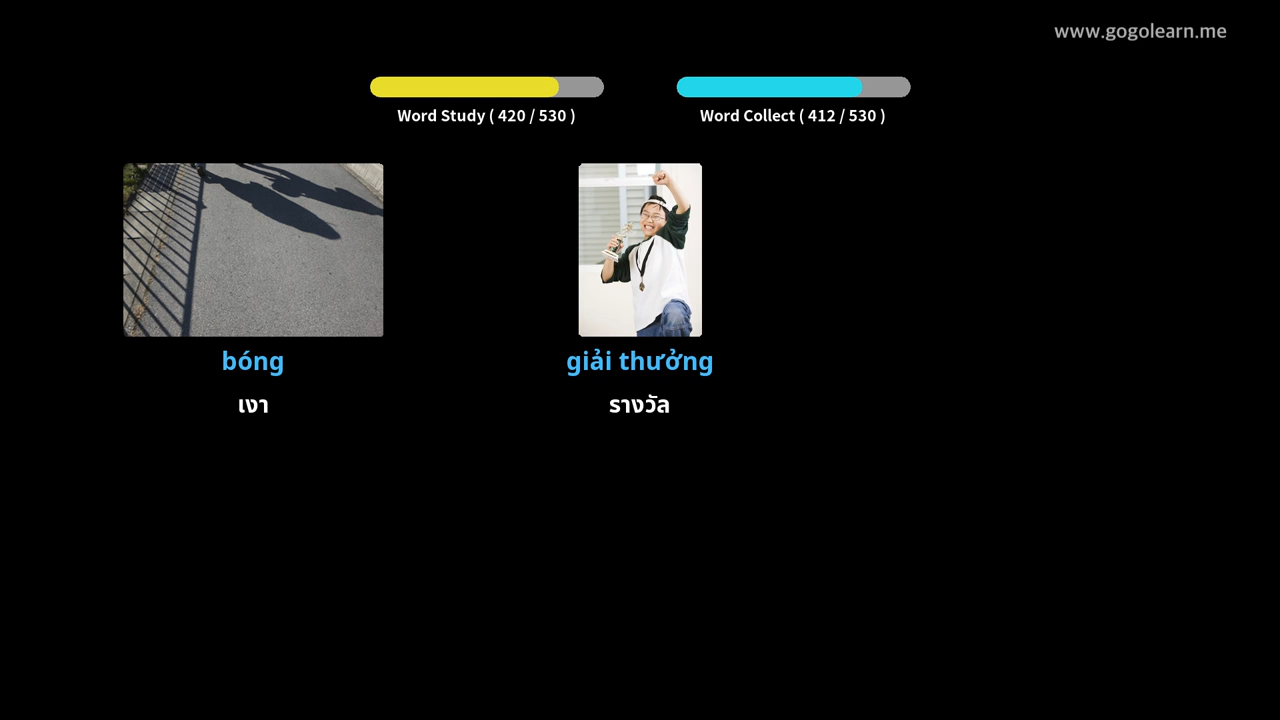 www.gogolearn.me
Word Study ( 420 / 530 )
Word Collect ( 412 / 530 )
bóng
giải thưởng
เงา
รางวัล